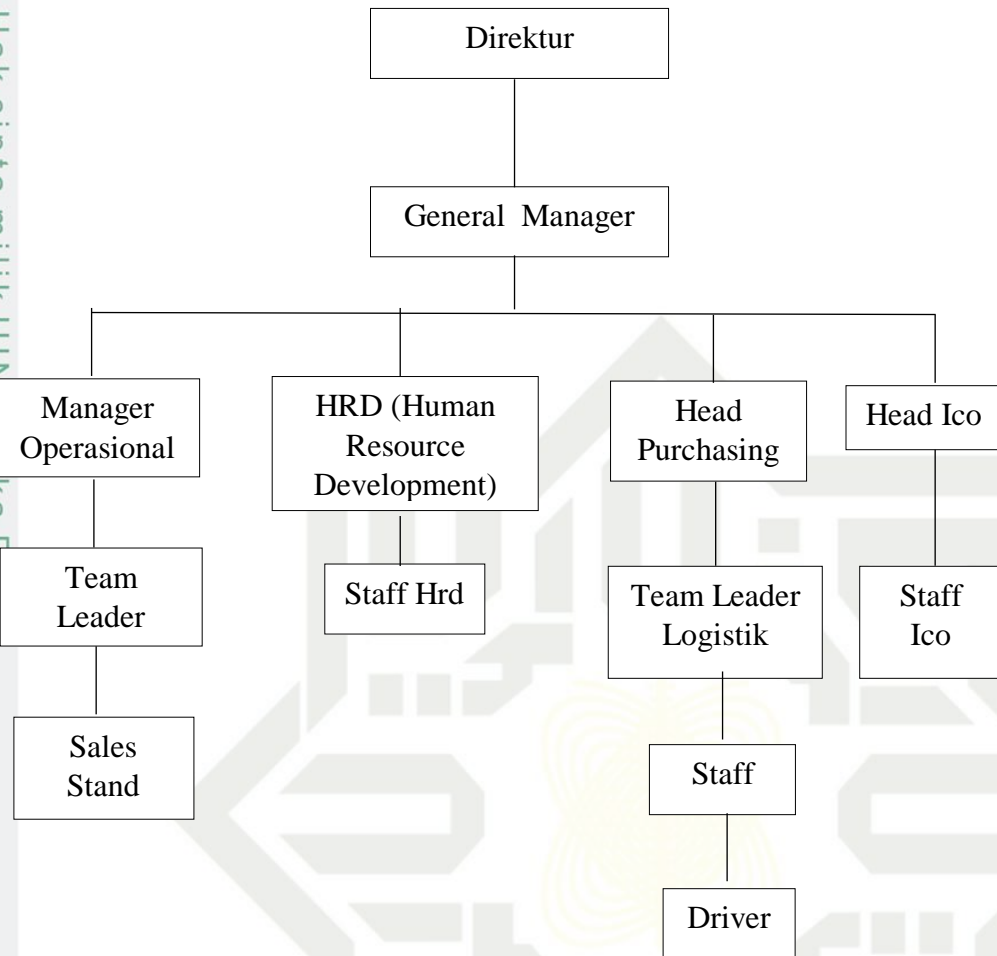 Direktur
General Manager
Manager
Operasional
HRD (Human
Resource
Development)
Head
Purchasing
Head Ico
Team
Leader
Staff Hrd
Team Leader
Logistik
Staff
Ico
Sales
Stand
Staff
Driver